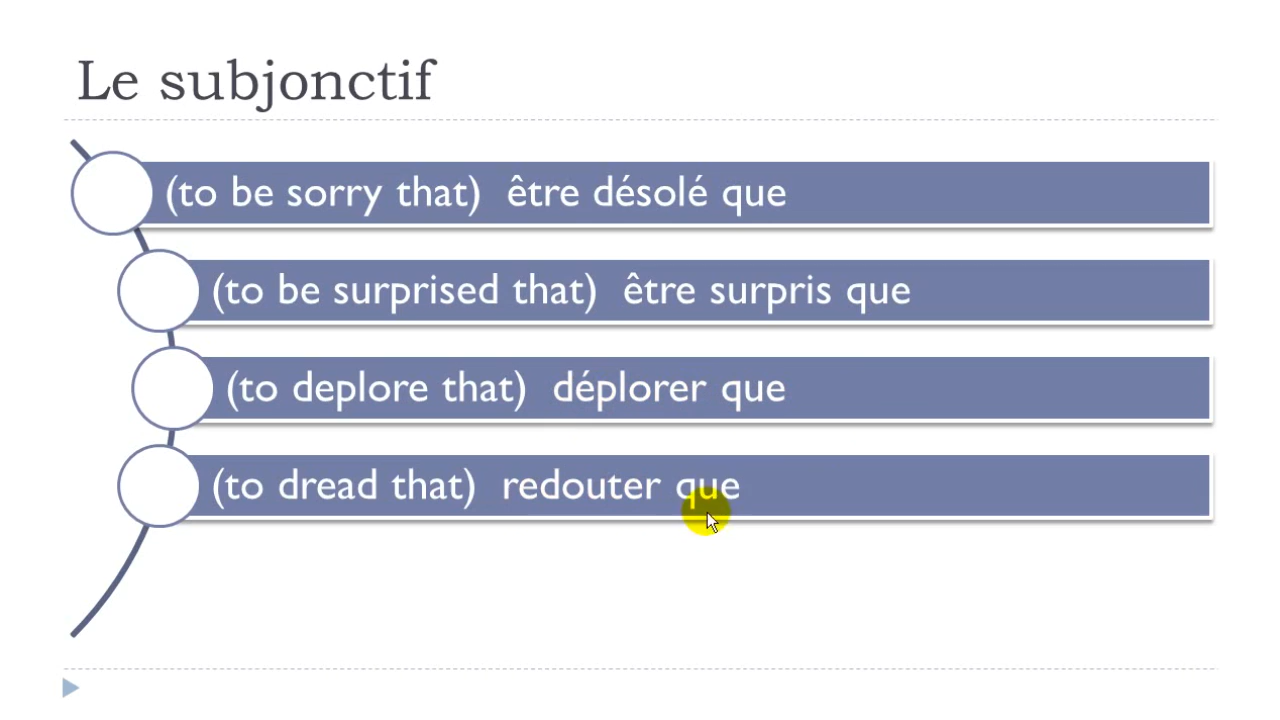 Le subjonctif
(to be sorry that) être désolé que
(to be surprised that) être surpris que
(to deplore that) déplorer que
(to dread that) redouter que